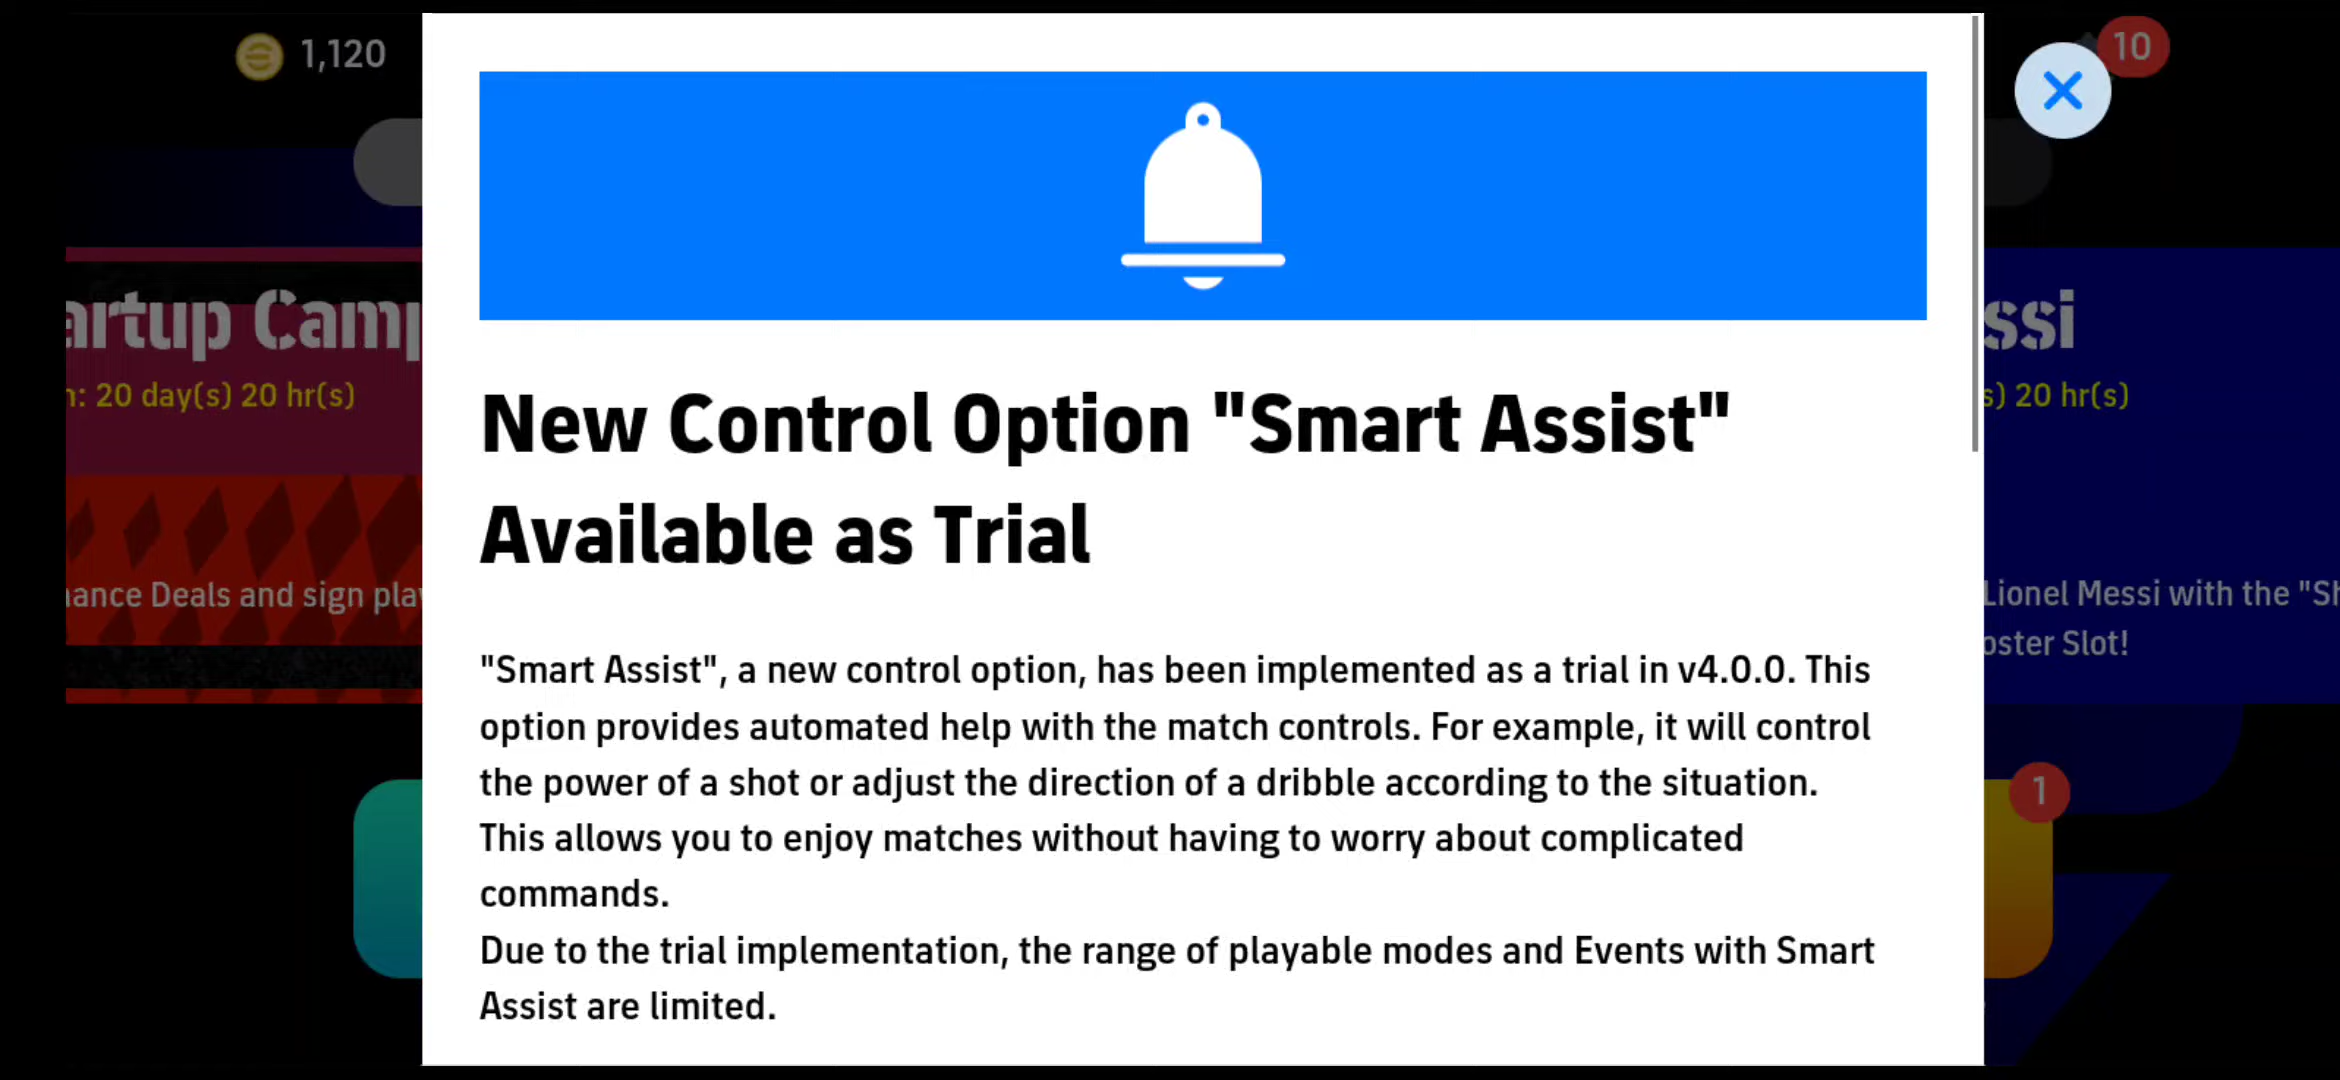 1,120
10
New Control Option "Smart Assist"
Available as Trial
artup Camp
ssi
n: 20 day(s) 20 hr(s)
s) 20 hr(s)
ance Deals and sign play
Lionel Messi with the "Sh
oster Slot!
"Smart Assist", a new control option, has been implemented as a trial in v4.0.0. This
option provides automated help with the match controls. For example, it will control
the power of a shot or adjust the direction of a dribble according to the situation.
This allows you to enjoy matches without having to worry about complicated
commands.
Due to the trial implementation, the range of playable modes and Events with Smart
Assist are limited.
1